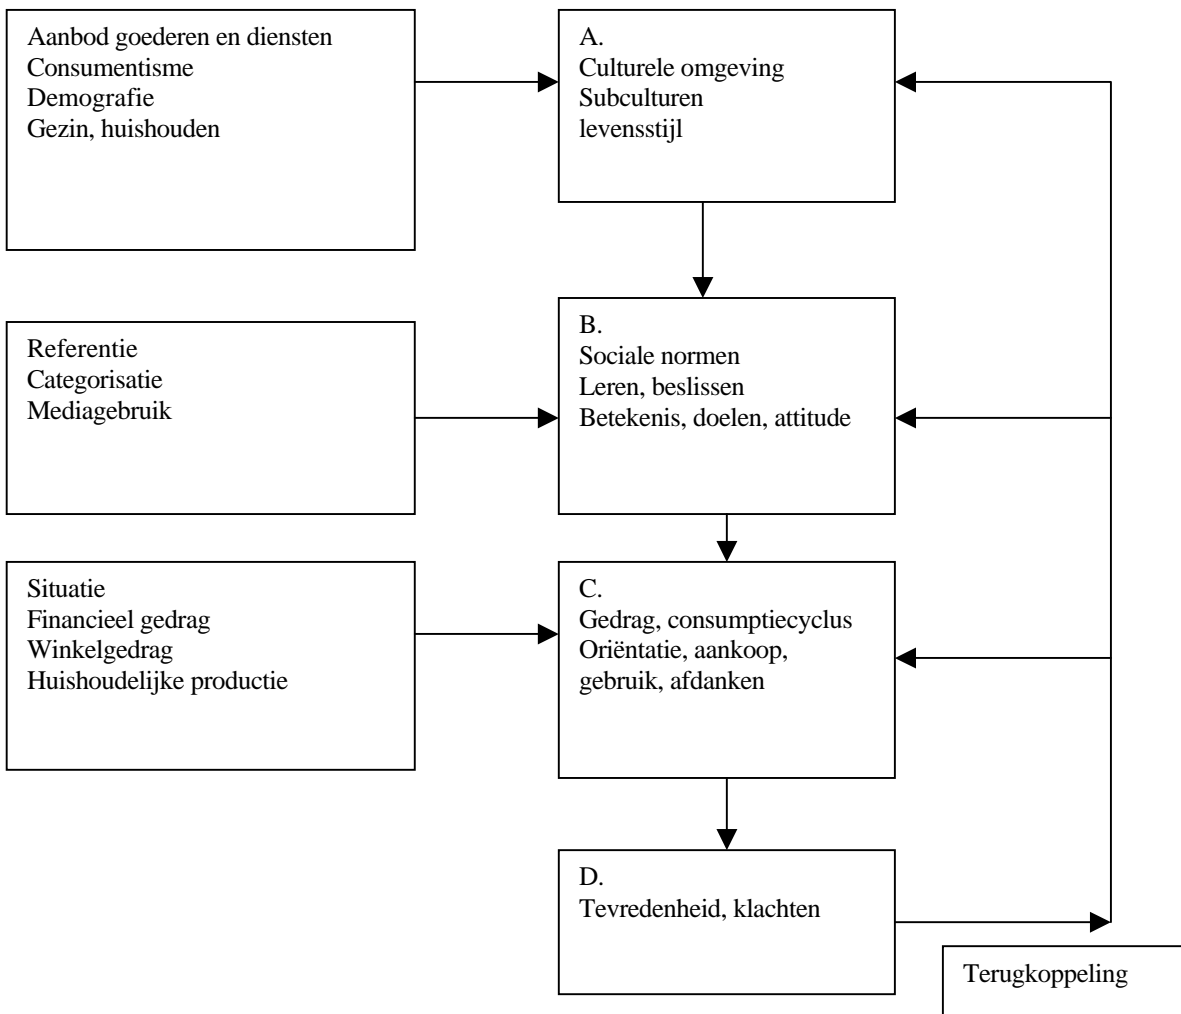 Aanbod goederen en diensten
Consumentisme
Demografie
Gezin, huishouden
A.
Culturele omgeving
Subculturen
levensstijl
Referentie
Categorisatie
Mediagebruik
B.
Sociale normen
Leren, beslissen
Betekenis, doelen, attitude
Situatie
Financieel gedrag
Winkelgedrag
Huishoudelijke productie
C.
Gedrag, consumptiecyclus
Oriëntatie, aankoop,
gebruik, afdanken
D.
Tevredenheid, klachten
Terugkoppeling